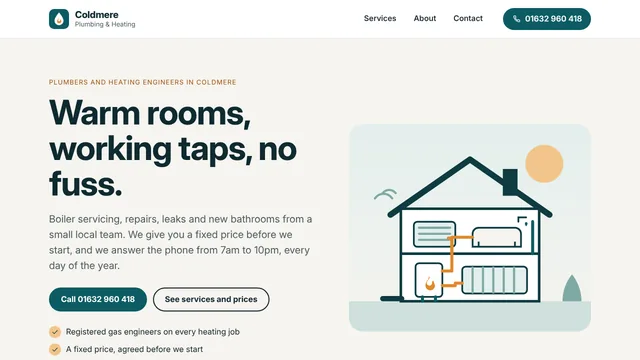 Coldmere
Plumbing & Heating
Services
About
Contact
01632 960 418
PLUMBERS AND HEATING ENGINEERS IN COLDMERE
Warm rooms,
working taps, no
fuss.
Boiler servicing, repairs, leaks and new bathrooms from a
small local team. We give you a fixed price before we
start, and we answer the phone from 7am to 10pm, every
day of the year.
Call 01632 960 418
See services and prices
Registered gas engineers on every heating job
A fixed price, agreed before we start